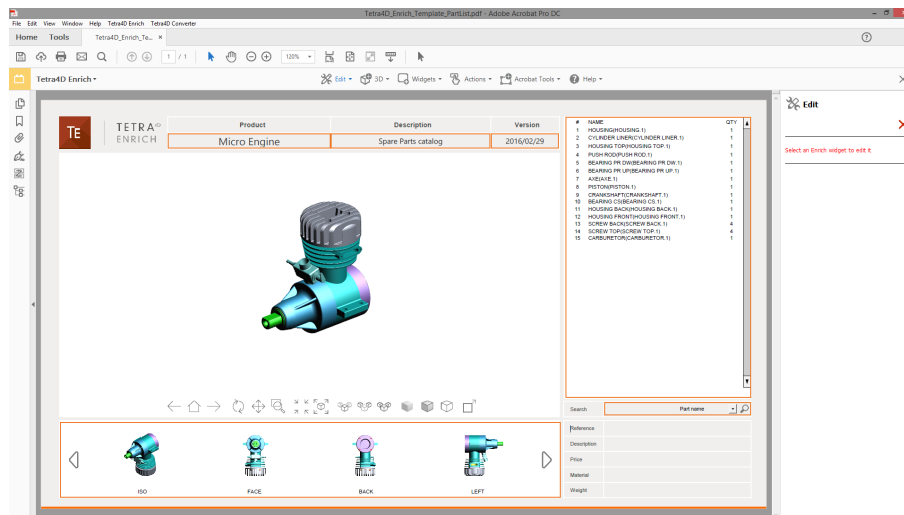 Tetra4D_Enrich_Template_PartList.pdf - Adobe Acrobat Pro DC
File Edit View Window Help Tetra4D Enrich Tetra4D Converter
Home Tools Tetra4D_Enrich_Te... ×
1 / 1 120%
Tetra4D Enrich Edit 3D Widgets Actions Acrobat Tools Help
Edit
Select an Enrich widget to edit it
TE TETRA4D ENRICH
Product Description Version
Micro Engine Spare Parts catalog 2016/02/29
# NAME QTY
1 HOUSING(HOUSING.1) 1
2 CYLINDER LINER(CYLINDER LINER.1) 1
3 HOUSING TOP(HOUSING TOP.1) 1
4 PUSH ROD(PUSH ROD.1) 1
5 BEARING PR DW(BEARING PR DW.1) 1
6 BEARING PR UP(BEARING PR UP.1) 1
7 AXE(AXE.1) 1
8 PISTON(PISTON.1) 1
9 CRANKSHAFT(CRANKSHAFT.1) 1
10 BEARING CS(BEARING CS.1) 1
11 HOUSING BACK(HOUSING BACK.1) 1
12 HOUSING FRONT(HOUSING FRONT.1) 1
13 SCREW BACK(SCREW BACK.1) 4
14 SCREW TOP(SCREW TOP.1) 4
15 CARBURETOR(CARBURETOR.1) 1
Search Part name
Reference
Description
Price
Material
Weight
ISO FACE BACK LEFT